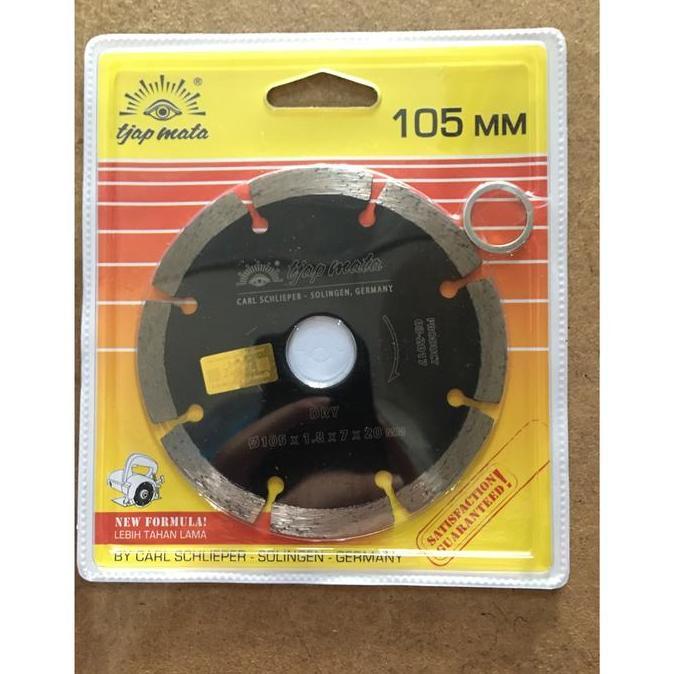 ®
tjap mata
105 MM
tjap mata
CARL SCHLIEPER - SOLINGEN, GERMANY
DRY
Ø 105 x 1.8 x 7 x 20 MM
NEW FORMULA!
LEBIH TAHAN LAMA
SATISFACTION
GUARANTEED!
BY CARL SCHLIEPER - SOLINGEN - GERMANY